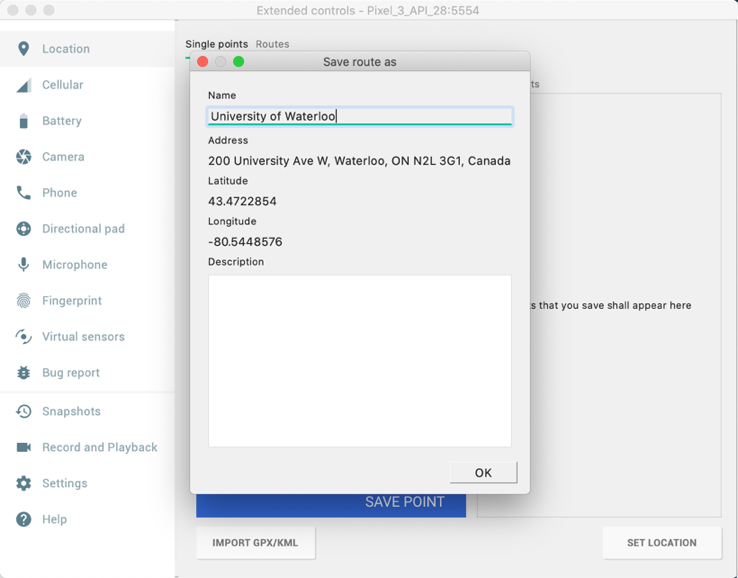 Extended controls - Pixel_3_API_28:5554
Location
Cellular
Battery
Camera
Phone
Directional pad
Microphone
Fingerprint
Virtual sensors
Bug report
Snapshots
Record and Playback
Settings
Help
Single points Routes
Save route as
Name
University of Waterloo
Address
200 University Ave W, Waterloo, ON N2L 3G1, Canada
Latitude
43.4722854
Longitude
-80.5448576
Description
OK
that you save shall appear here
SAVE POINT
IMPORT GPX/KML
SET LOCATION